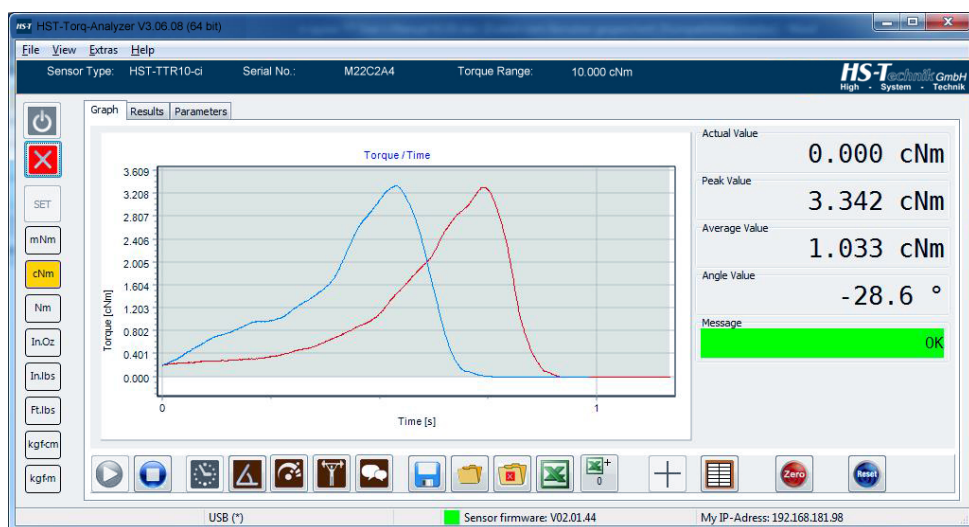 HS-T HST-Torq-Analyzer V3.06.08 (64 bit)
File View Extras Help
Sensor Type: HST-TTR10-ci Serial No.: M22C2A4 Torque Range: 10.000 cNm
HS-Technik GmbH
High - System - Technik
Graph Results Parameters
SET
mNm
cNm
Nm
In.Oz
In.lbs
Ft.lbs
kgf-cm
kgf-m
Torque / Time
Torque [cNm]
3.609
3.208
2.807
2.406
2.005
1.604
1.203
0.802
0.401
0.000
0 1
Time [s]
Actual Value
0.000 cNm
Peak Value
3.342 cNm
Average Value
1.033 cNm
Angle Value
-28.6 °
Message
OK
+
0
Zero
Reset
USB (*) Sensor firmware: V02.01.44 My IP-Adress: 192.168.181.98